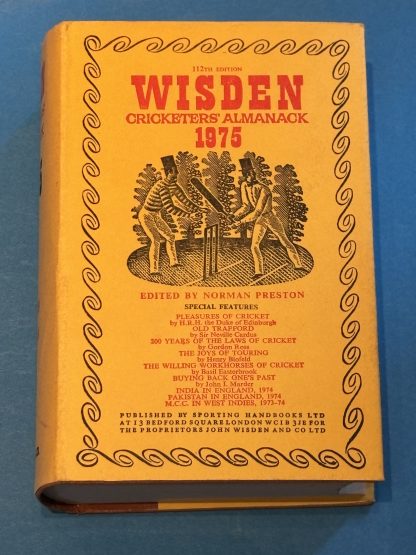 112TH EDITION
WISDEN
CRICKETERS' ALMANACK
1975
EDITED BY NORMAN PRESTON
SPECIAL FEATURES
PLEASURES OF CRICKET
by H.R.H. the Duke of Edinburgh
OLD TRAFFORD
by Sir Neville Cardus
200 YEARS OF THE LAWS OF CRICKET
by Gordon Ross
THE JOYS OF TOURING
by Henry Blofeld
THE WILLING WORKHORSES OF CRICKET
by Basil Easterbrook
BUYING BACK ONE'S PAST
by John I. Marder
INDIA IN ENGLAND, 1974
PAKISTAN IN ENGLAND, 1974
M.C.C. IN WEST INDIES, 1973-74
PUBLISHED BY SPORTING HANDBOOKS LTD
AT 13 BEDFORD SQUARE LONDON WC1B 3JE FOR
THE PROPRIETORS JOHN WISDEN AND CO LTD